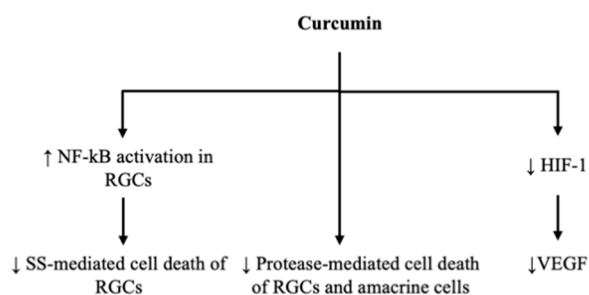 Curcumin
↑ NF-kB activation in
RGCs
↓ HIF-1
↓ SS-mediated cell death of
RGCs
↓ Protease-mediated cell death
of RGCs and amacrine cells
↓VEGF